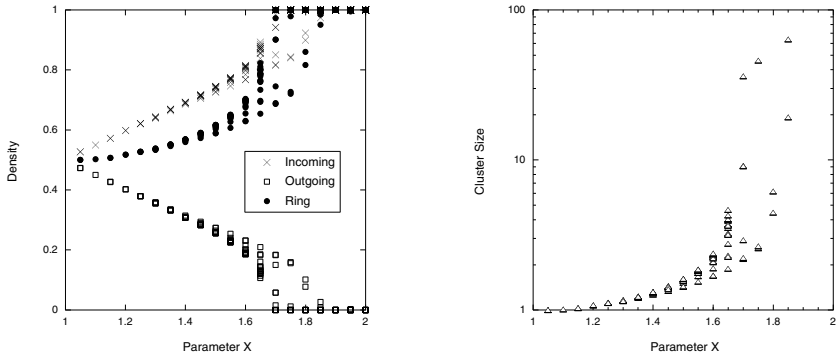 1
0.8
0.6
0.4
0.2
0
Density
1 1.2 1.4 1.6 1.8 2
Parameter X
Incoming
Outgoing
Ring
100
10
1
Cluster Size
1 1.2 1.4 1.6 1.8 2
Parameter X